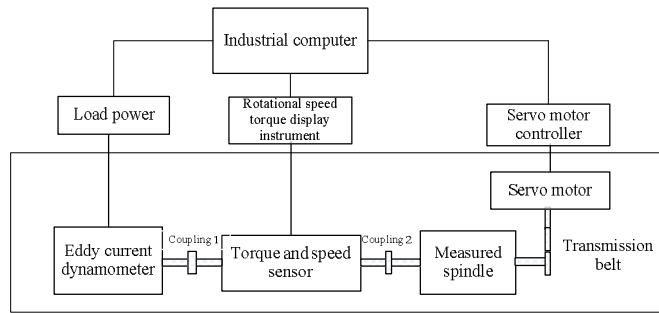 Industrial computer
Load power
Rotational speed
torque display
instrument
Servo motor
controller
Servo motor
Eddy current
dynamometer
Coupling 1
Torque and speed
sensor
Coupling 2
Measured
spindle
Transmission
belt